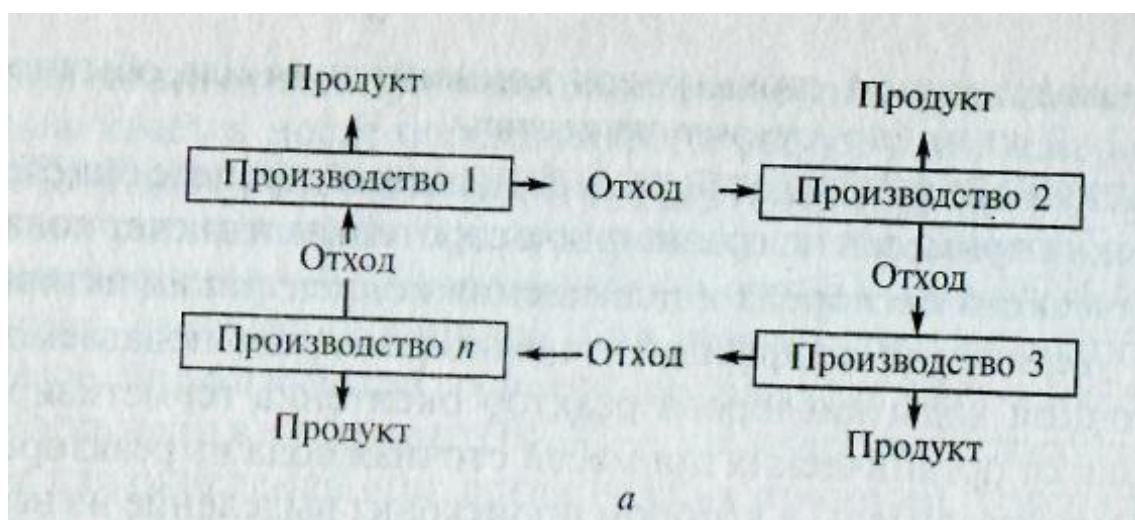 Продукт
Продукт
Производство 1
Отход
Производство 2
Отход
Отход
Производство n
Отход
Производство 3
Продукт
Продукт
а